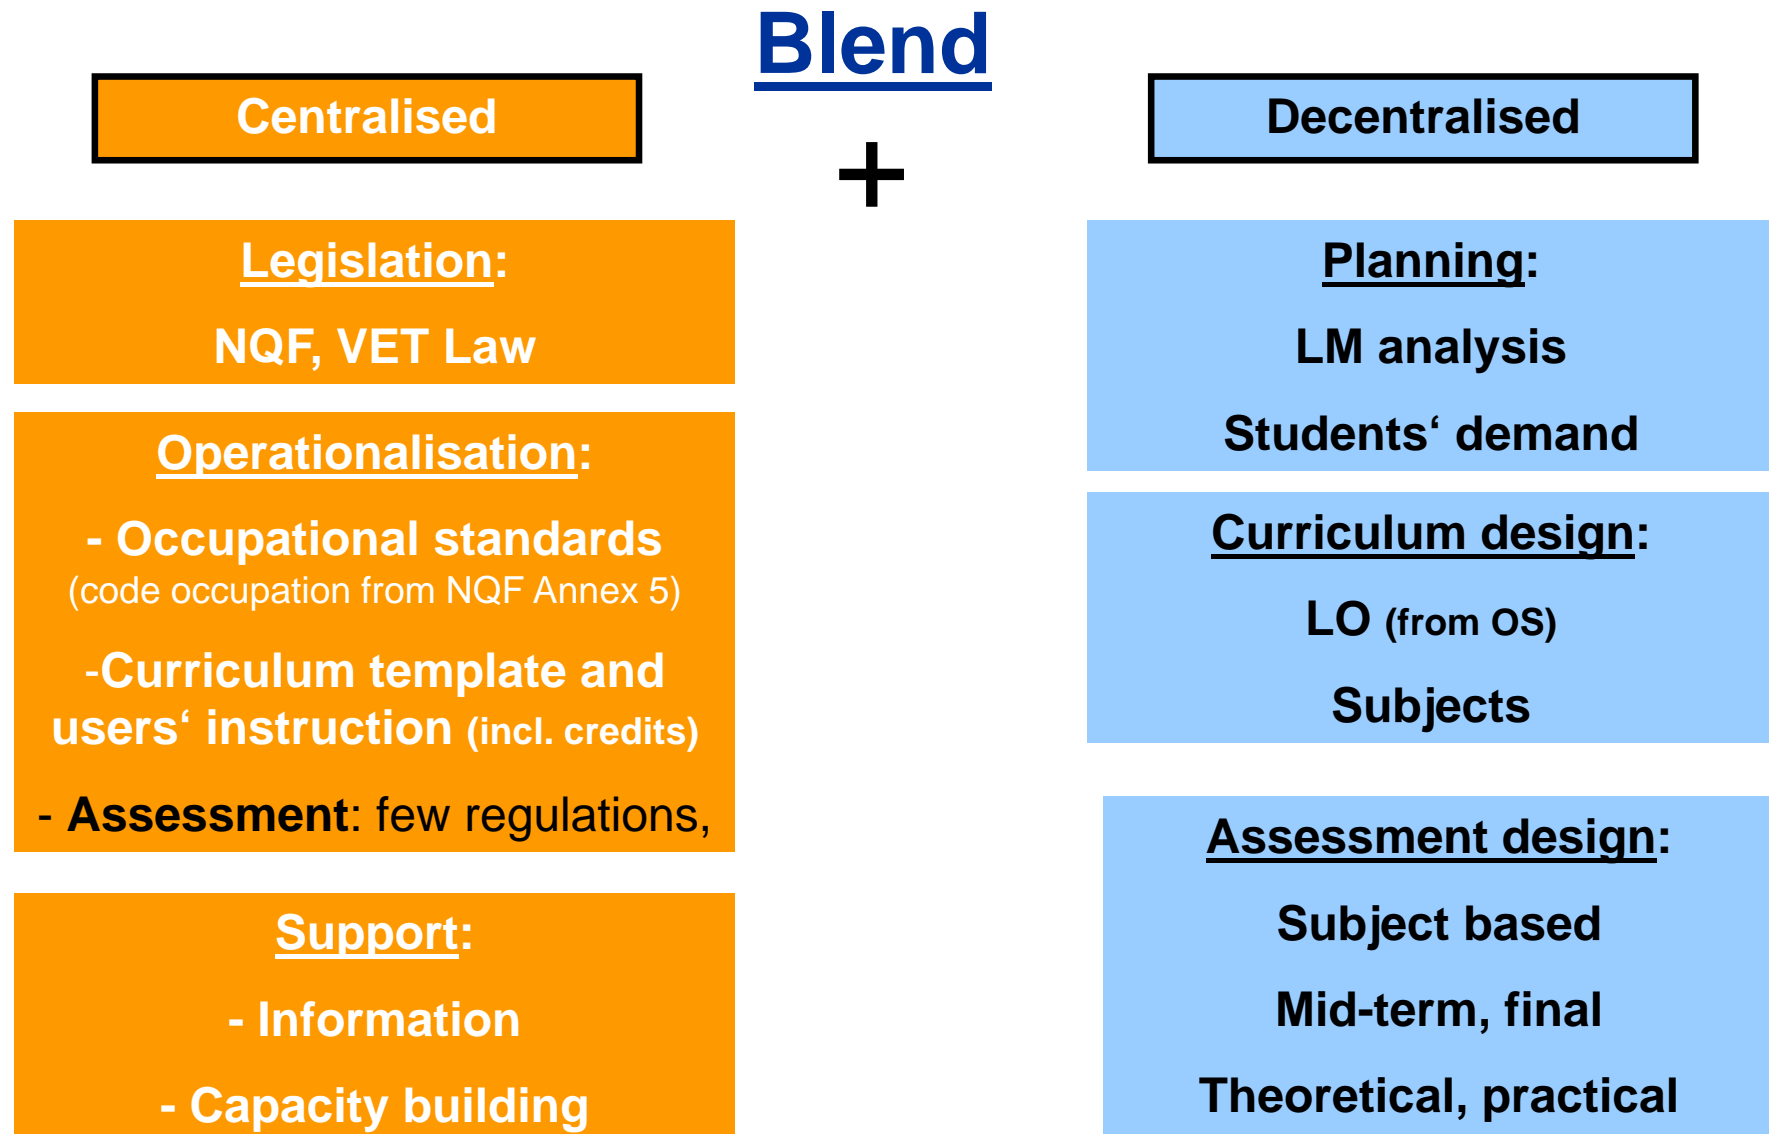 Blend
Centralised
+
Decentralised
Legislation:
NQF, VET Law
Operationalisation:
- Occupational standards
(code occupation from NQF Annex 5)
-Curriculum template and
users‘ instruction (incl. credits)
- Assessment: few regulations,
Support:
- Information
- Capacity building
Planning:
LM analysis
Students‘ demand
Curriculum design:
LO (from OS)
Subjects
Assessment design:
Subject based
Mid-term, final
Theoretical, practical